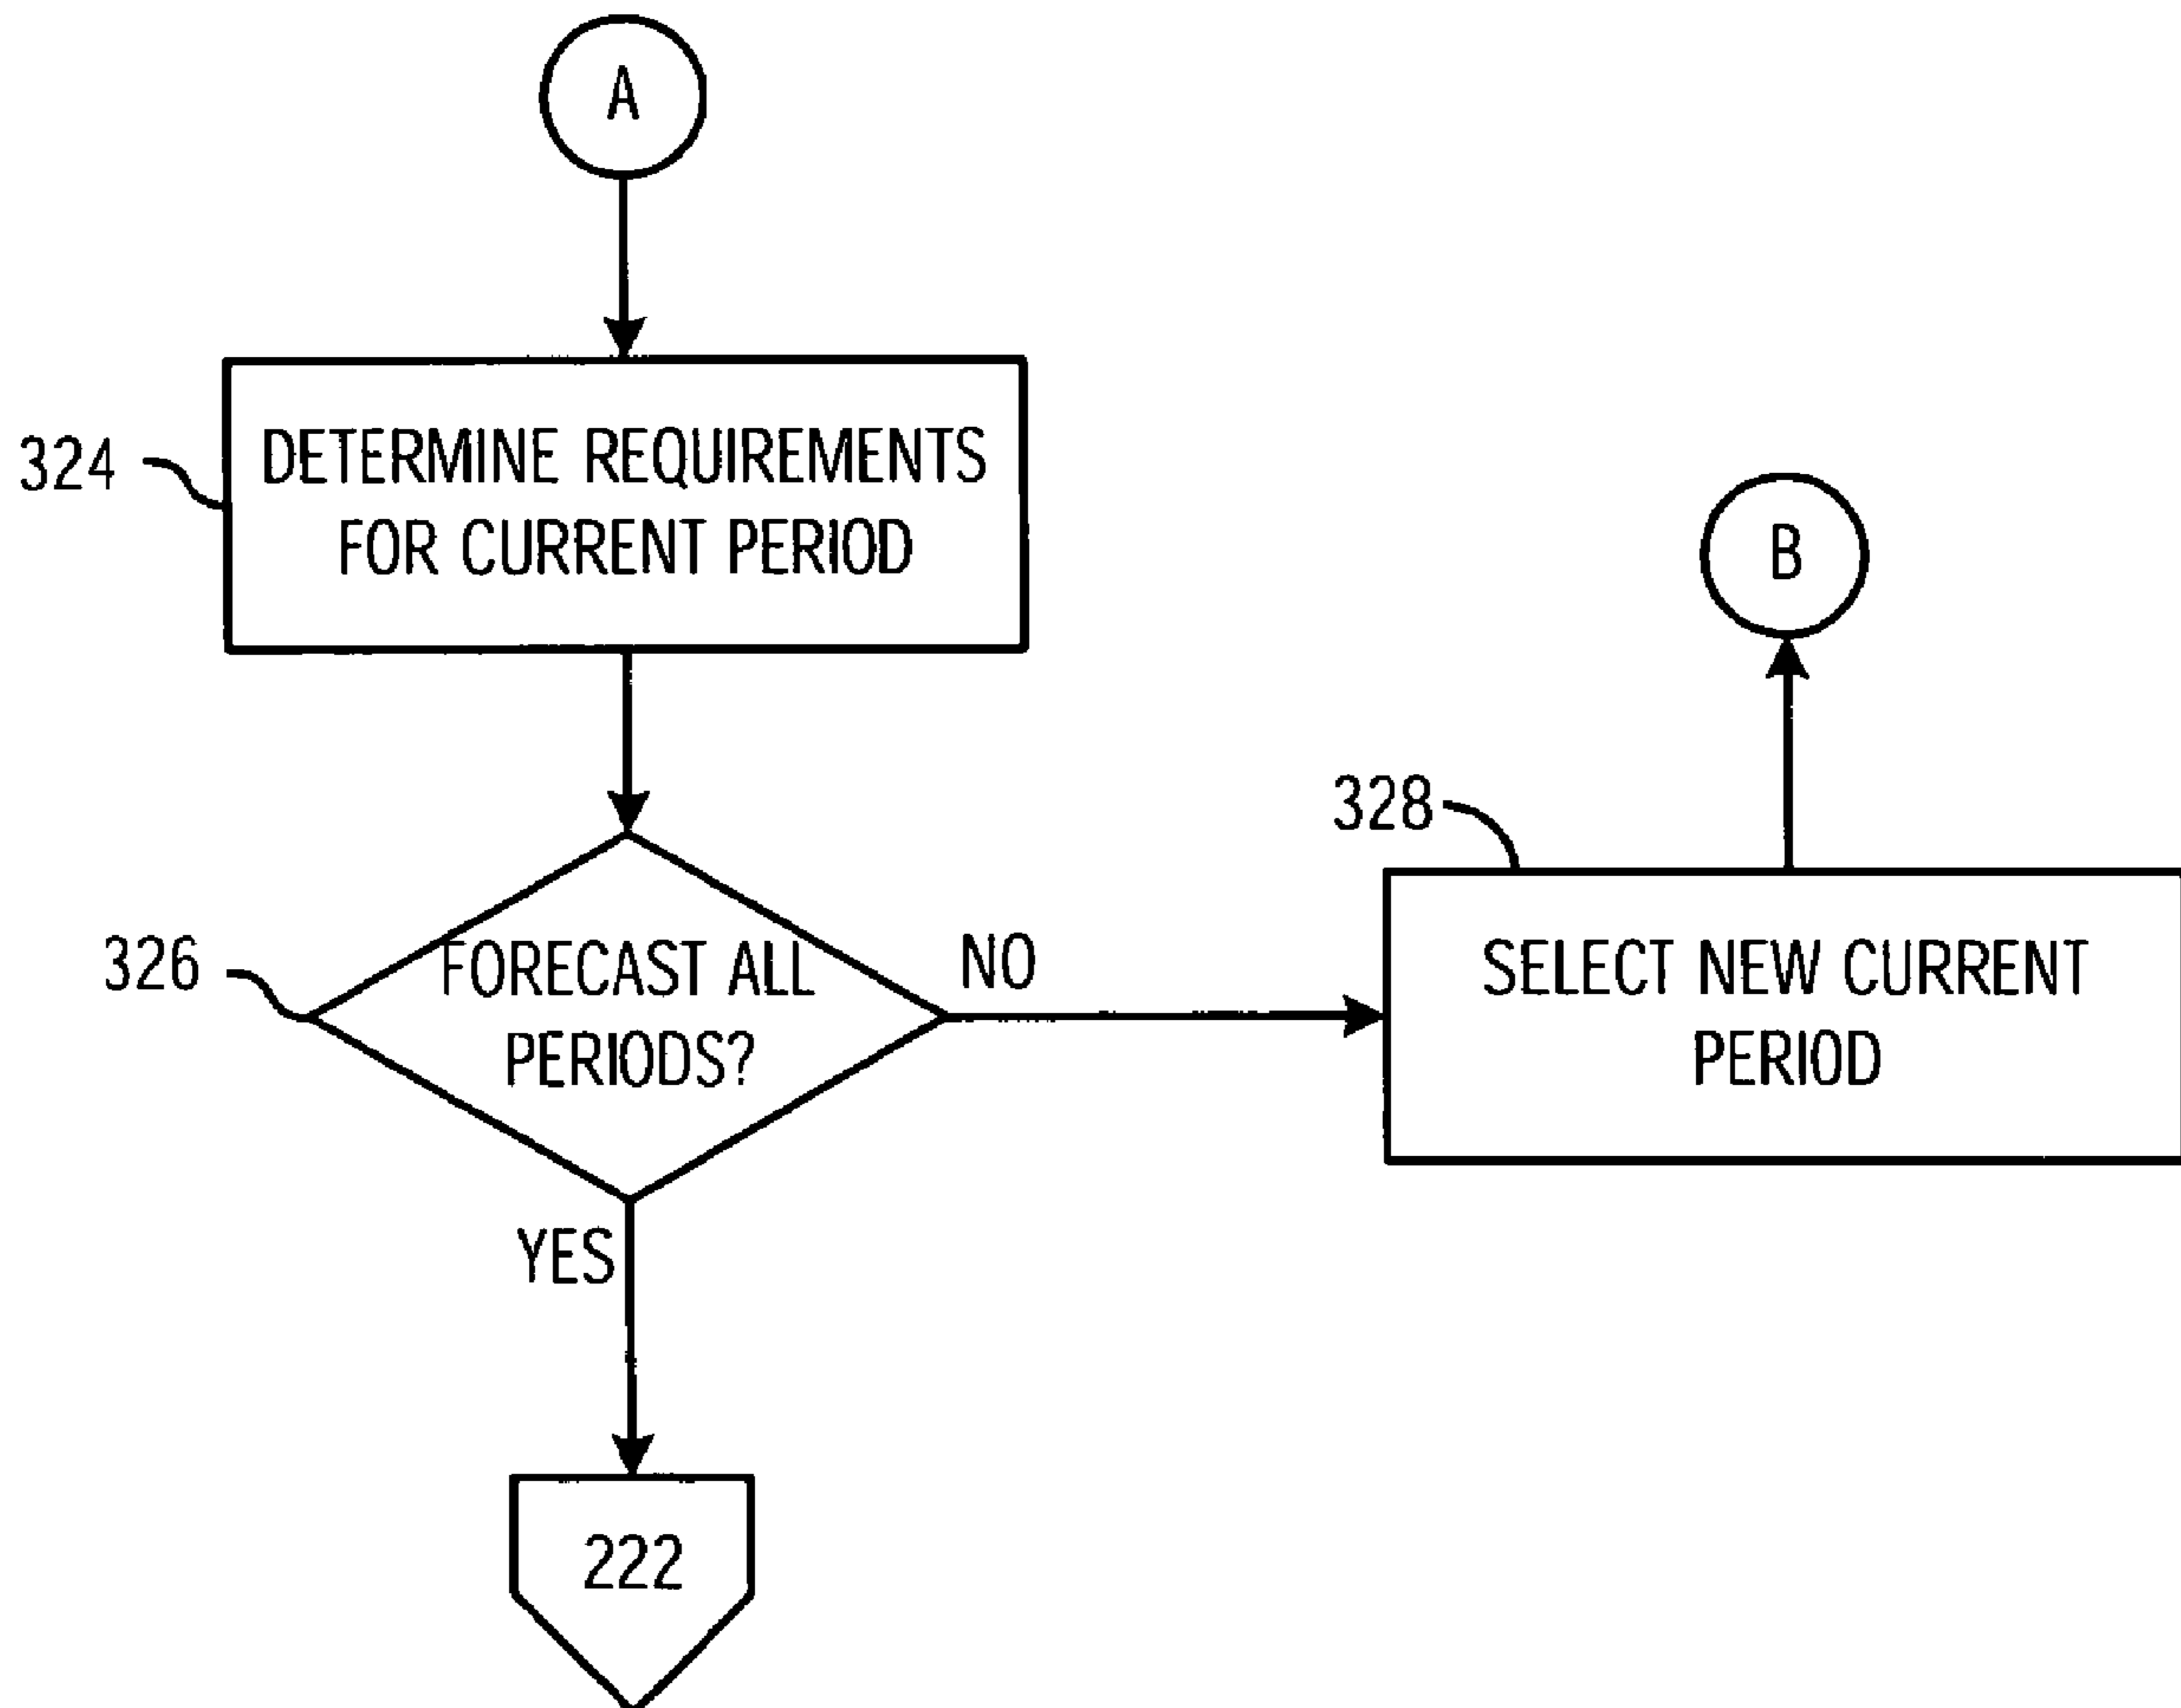 A
324
DETERMINE REQUIREMENTS
FOR CURRENT PERIOD
B
328
326
FORECAST ALL
PERIODS?
NO
SELECT NEW CURRENT
PERIOD
YES
222